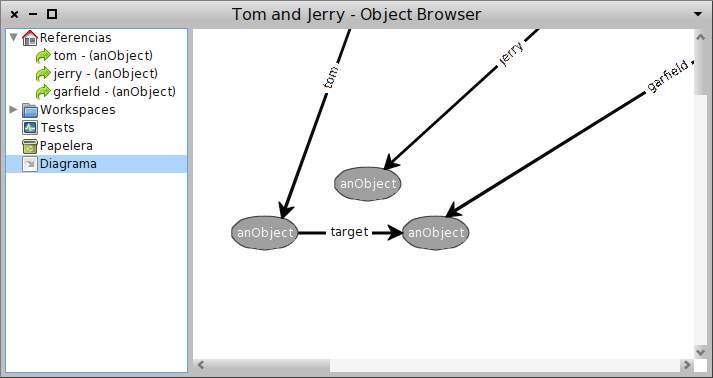 Tom and Jerry - Object Browser
Referencias
tom - (anObject)
jerry - (anObject)
garfield - (anObject)
Workspaces
Tests
Papelera
Diagrama
tom
jerry
garfield
anObject
anObject
target
anObject